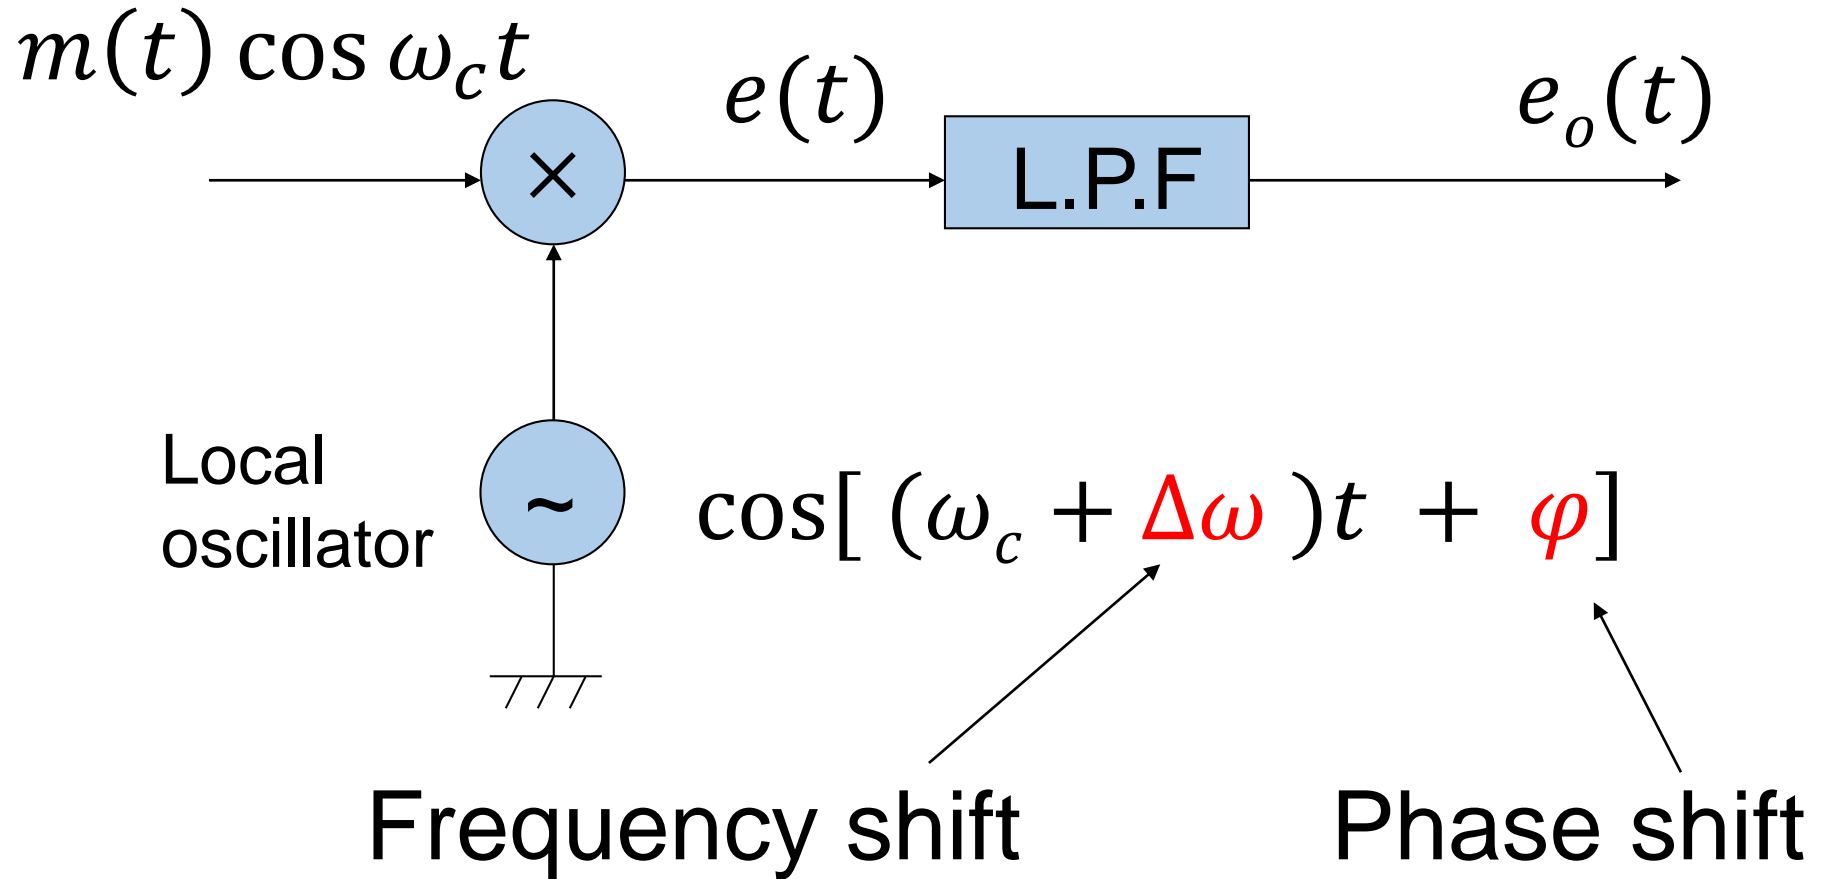 m(t) cos ω_c t
e(t)
e_o(t)
×
L.P.F
Local
oscillator
~
cos[ (ω_c + Δω )t + φ]
Frequency shift
Phase shift